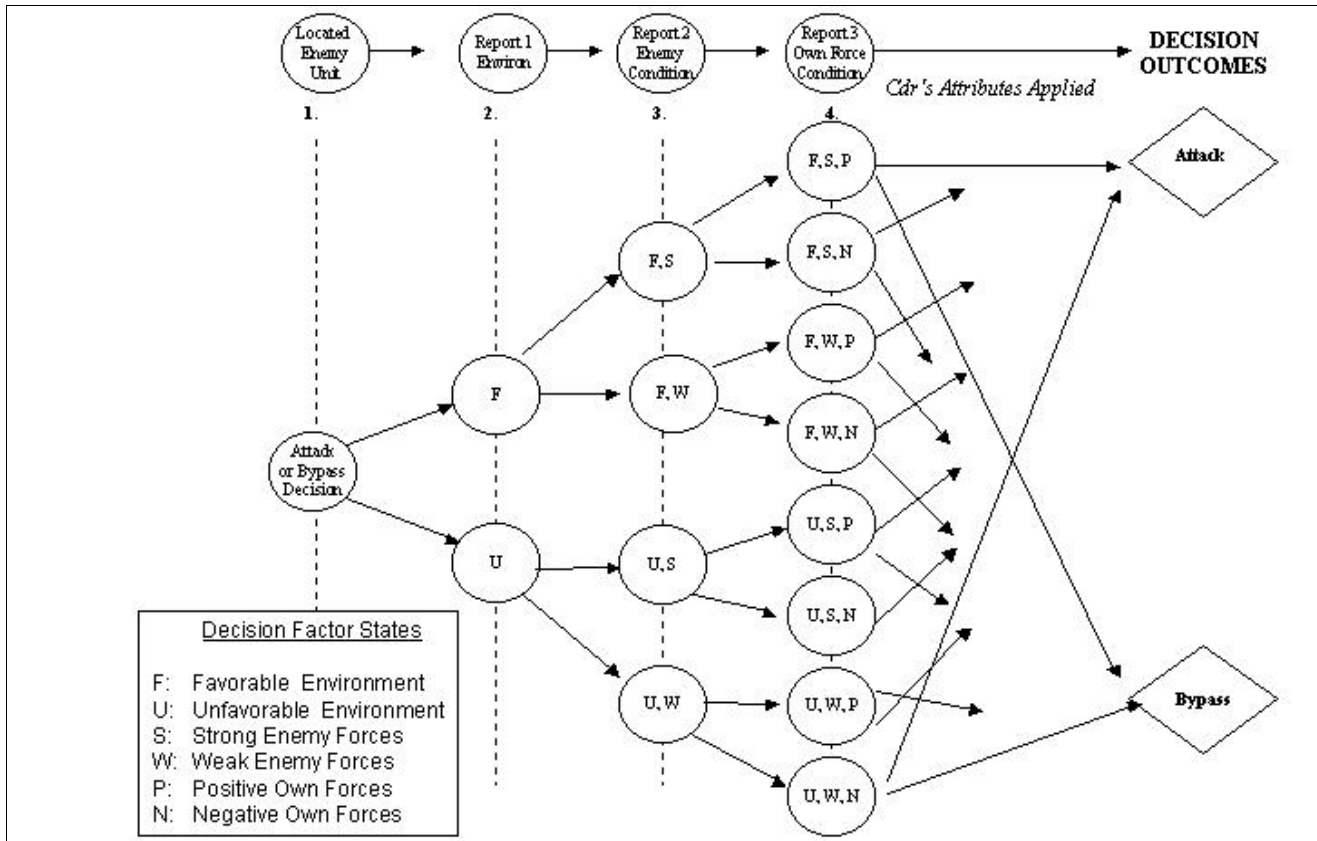 Located
Enemy
Unit
Report 1
Environ
Report 2
Enemy
Condition
Report 3
Own Force
Condition
DECISION
OUTCOMES
Cdr's Attributes Applied
1.
2.
3.
4.
F, S, P
Attack
F, S
F, S, N
F, W, P
F
F, W
F, W, N
Attack
or Bypass
Decision
U, S, P
U
U, S
U, S, N
U, W
U, W, P
Bypass
U, W, N
Decision Factor States
F: Favorable Environment
U: Unfavorable Environment
S: Strong Enemy Forces
W: Weak Enemy Forces
P: Positive Own Forces
N: Negative Own Forces